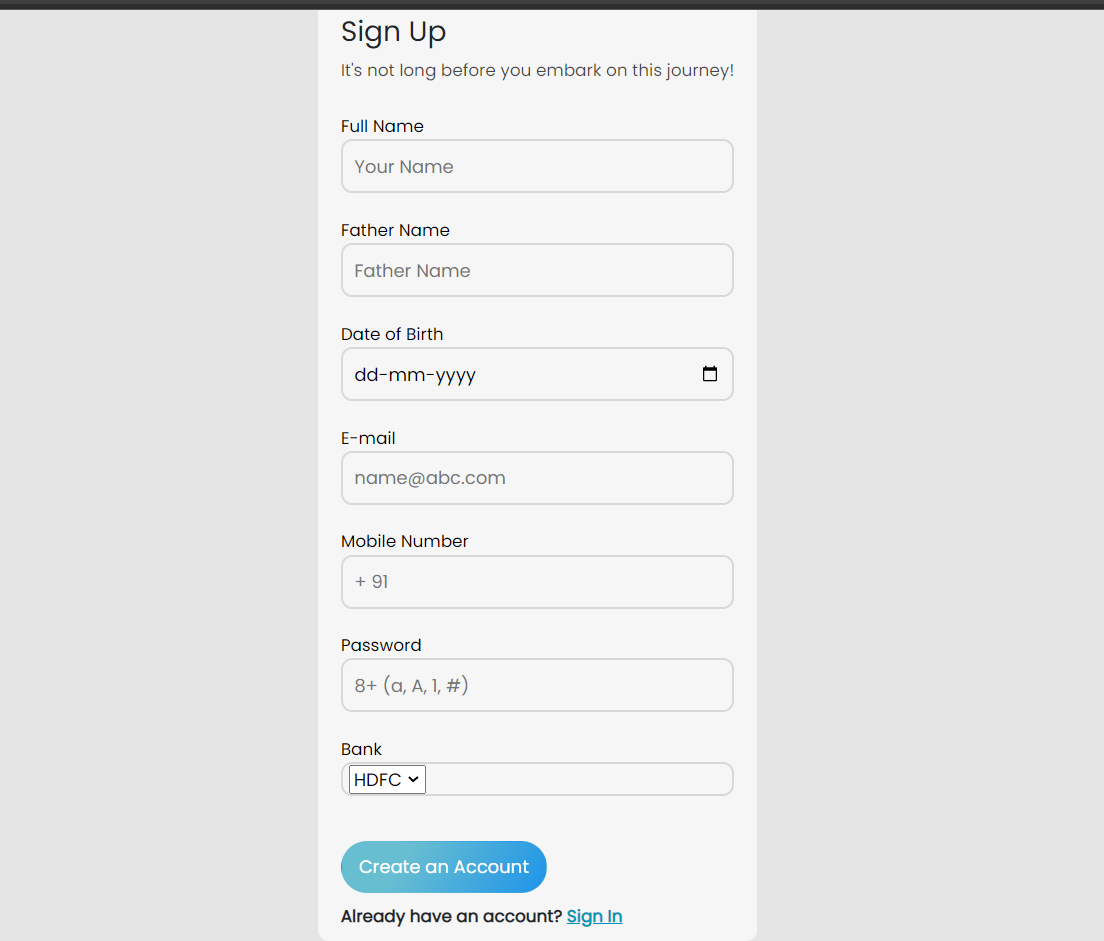 Sign Up
It's not long before you embark on this journey!
Full Name
Your Name
Father Name
Father Name
Date of Birth
dd-mm-yyyy
E-mail
name@abc.com
Mobile Number
+ 91
Password
8+ (a, A, 1, #)
Bank
HDFC
Create an Account
Already have an account? Sign In